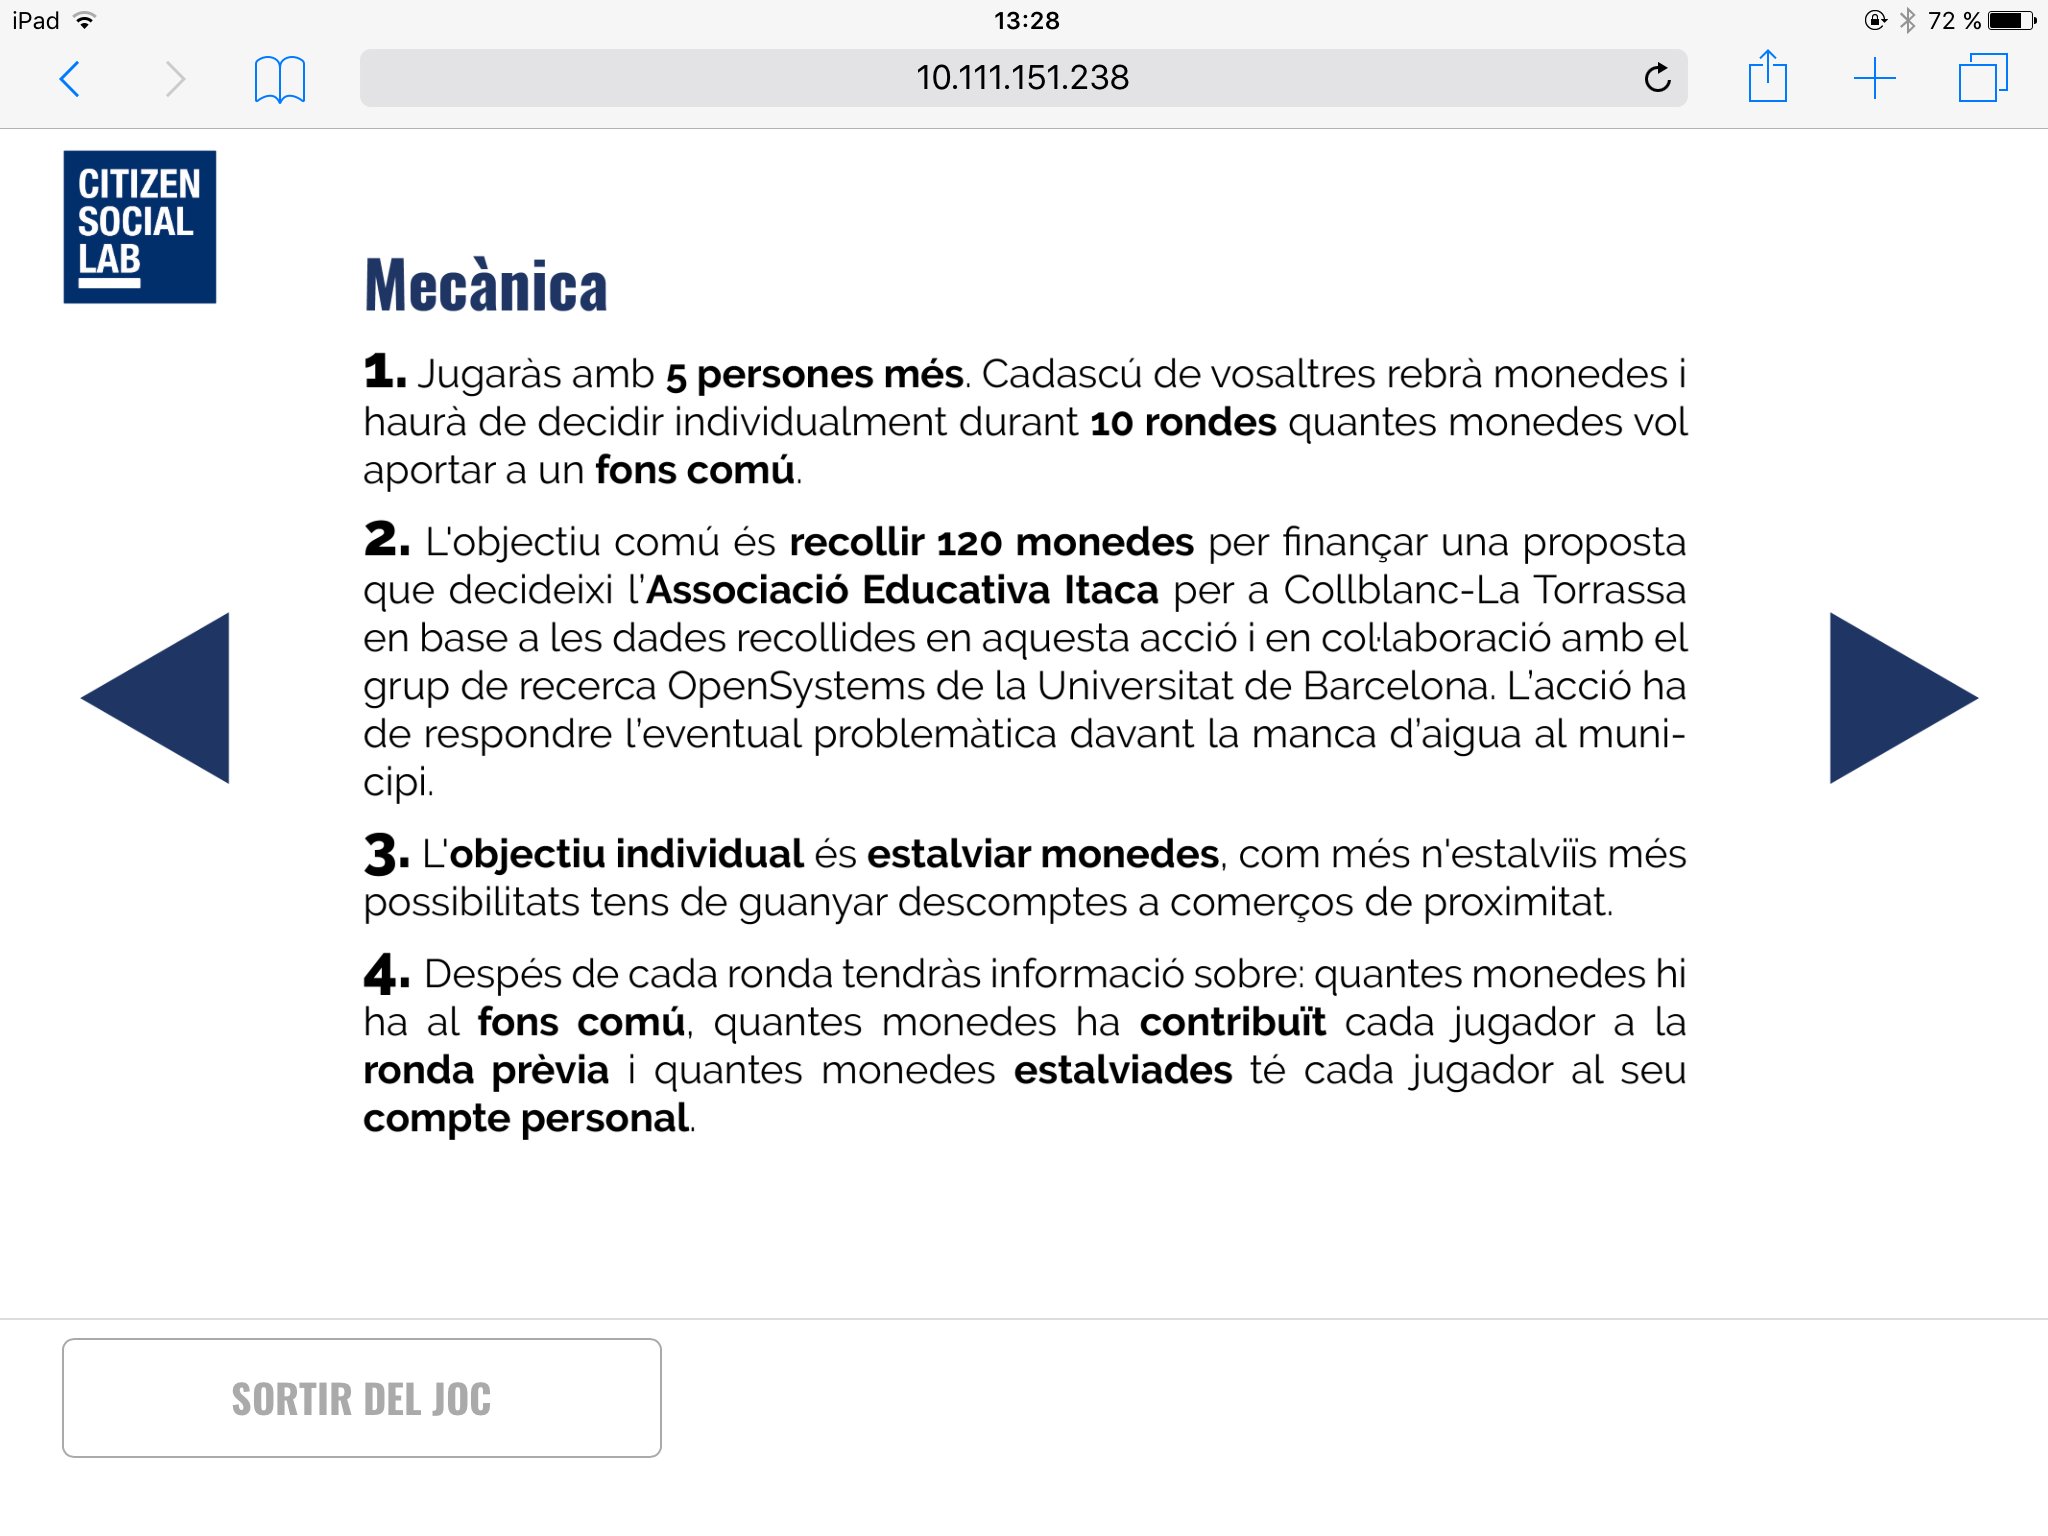 iPad 13:28 72 %
10.111.151.238
CITIZEN
SOCIAL
LAB
Mecànica
1. Jugaràs amb 5 persones més. Cadascú de vosaltres rebrà monedes i
haurà de decidir individualment durant 10 rondes quantes monedes vol
aportar a un fons comú.
2. L'objectiu comú és recollir 120 monedes per finançar una proposta
que decideixi l’Associació Educativa Itaca per a Collblanc-La Torrassa
en base a les dades recollides en aquesta acció i en col·laboració amb el
grup de recerca OpenSystems de la Universitat de Barcelona. L’acció ha
de respondre l’eventual problemàtica davant la manca d’aigua al muni-
cipi.
3. L'objectiu individual és estalviar monedes, com més n'estalviïs més
possibilitats tens de guanyar descomptes a comerços de proximitat.
4. Després de cada ronda tendràs informació sobre: quantes monedes hi
ha al fons comú, quantes monedes ha contribuït cada jugador a la
ronda prèvia i quantes monedes estalviades té cada jugador al seu
compte personal.
SORTIR DEL JOC